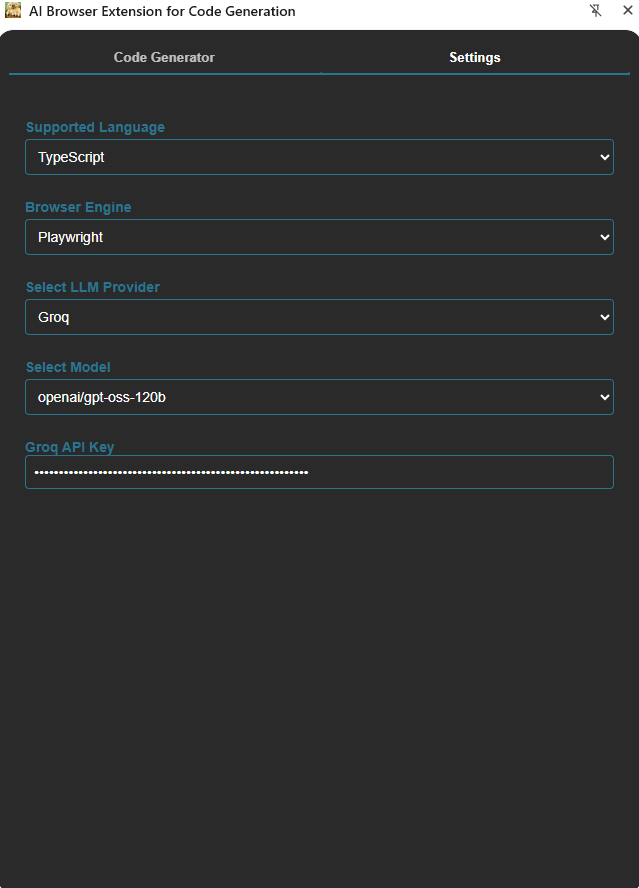 AI Browser Extension for Code Generation
Code Generator Settings
Supported Language
TypeScript
Browser Engine
Playwright
Select LLM Provider
Groq
Select Model
openai/gpt-oss-120b
Groq API Key
••••••••••••••••••••••••••••••••••••••••••••••••••••••••